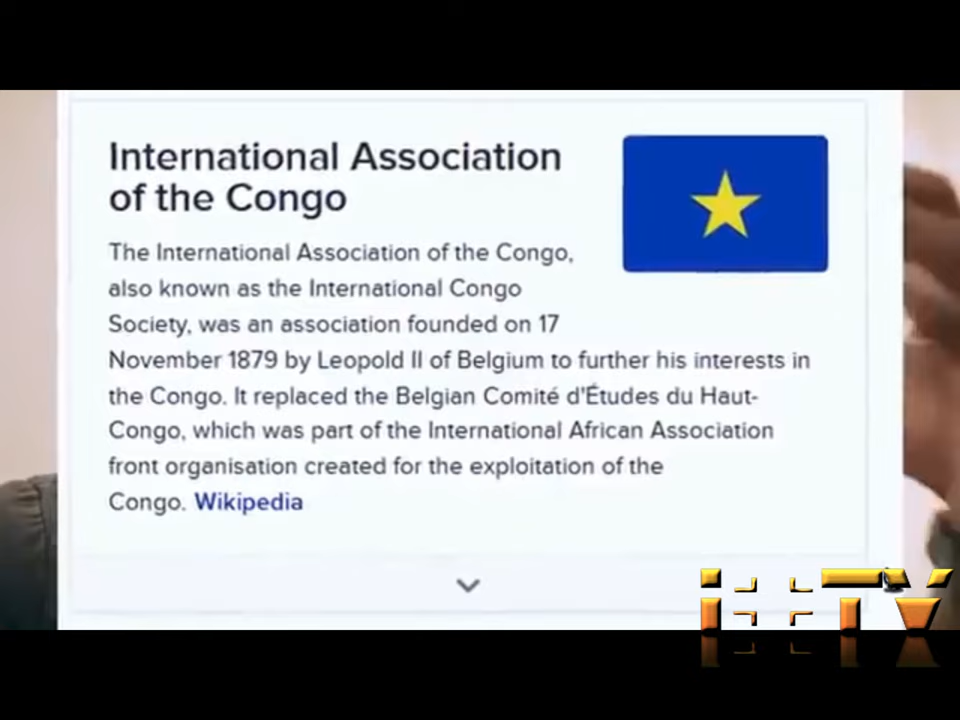 International Association
of the Congo
The International Association of the Congo,
also known as the International Congo
Society, was an association founded on 17
November 1879 by Leopold II of Belgium to further his interests in
the Congo. It replaced the Belgian Comité d'Études du Haut-
Congo, which was part of the International African Association
front organisation created for the exploitation of the
Congo. Wikipedia